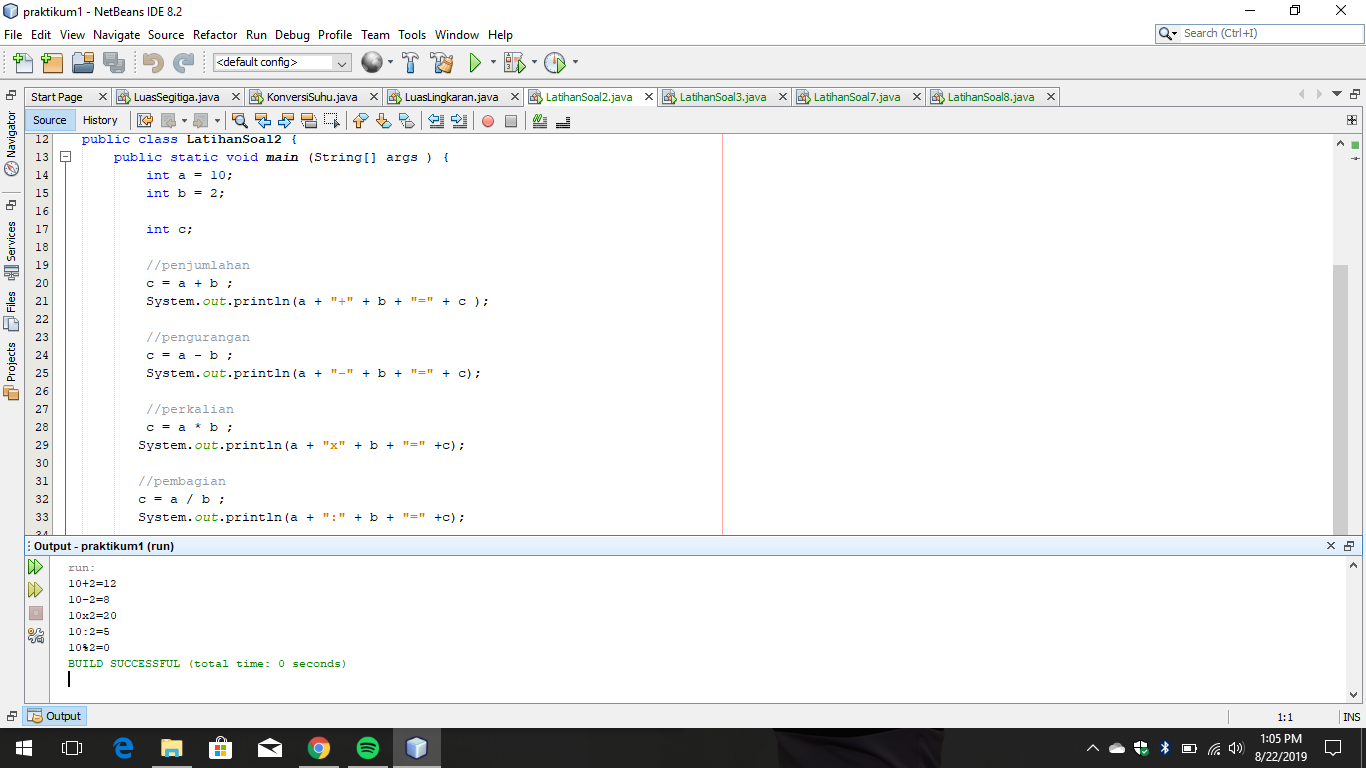 praktikum1 - NetBeans IDE 8.2
File Edit View Navigate Source Refactor Run Debug Profile Team Tools Window Help
Search (Ctrl+I)
<default config>
Start Page LuasSegitiga.java KonversiSuhu.java LuasLingkaran.java LatihanSoal2.java LatihanSoal3.java LatihanSoal7.java LatihanSoal8.java
Source History
Navigator
Services
Files
Projects
12 public class LatihanSoal2 {
13 public static void main (String[] args ) {
14 int a = 10;
15 int b = 2;
16
17 int c;
18
19 //penjumlahan
20 c = a + b ;
21 System.out.println(a + "+" + b + "=" + c );
22
23 //pengurangan
24 c = a - b ;
25 System.out.println(a + "-" + b + "=" + c);
26
27 //perkalian
28 c = a * b ;
29 System.out.println(a + "x" + b + "=" +c);
30
31 //pembagian
32 c = a / b ;
33 System.out.println(a + ":" + b + "=" +c);
34
Output - praktikum1 (run)
run:
10+2=12
10-2=8
10x2=20
10:2=5
10%2=0
BUILD SUCCESSFUL (total time: 0 seconds)
Output
1:1 INS
1:05 PM
8/22/2019